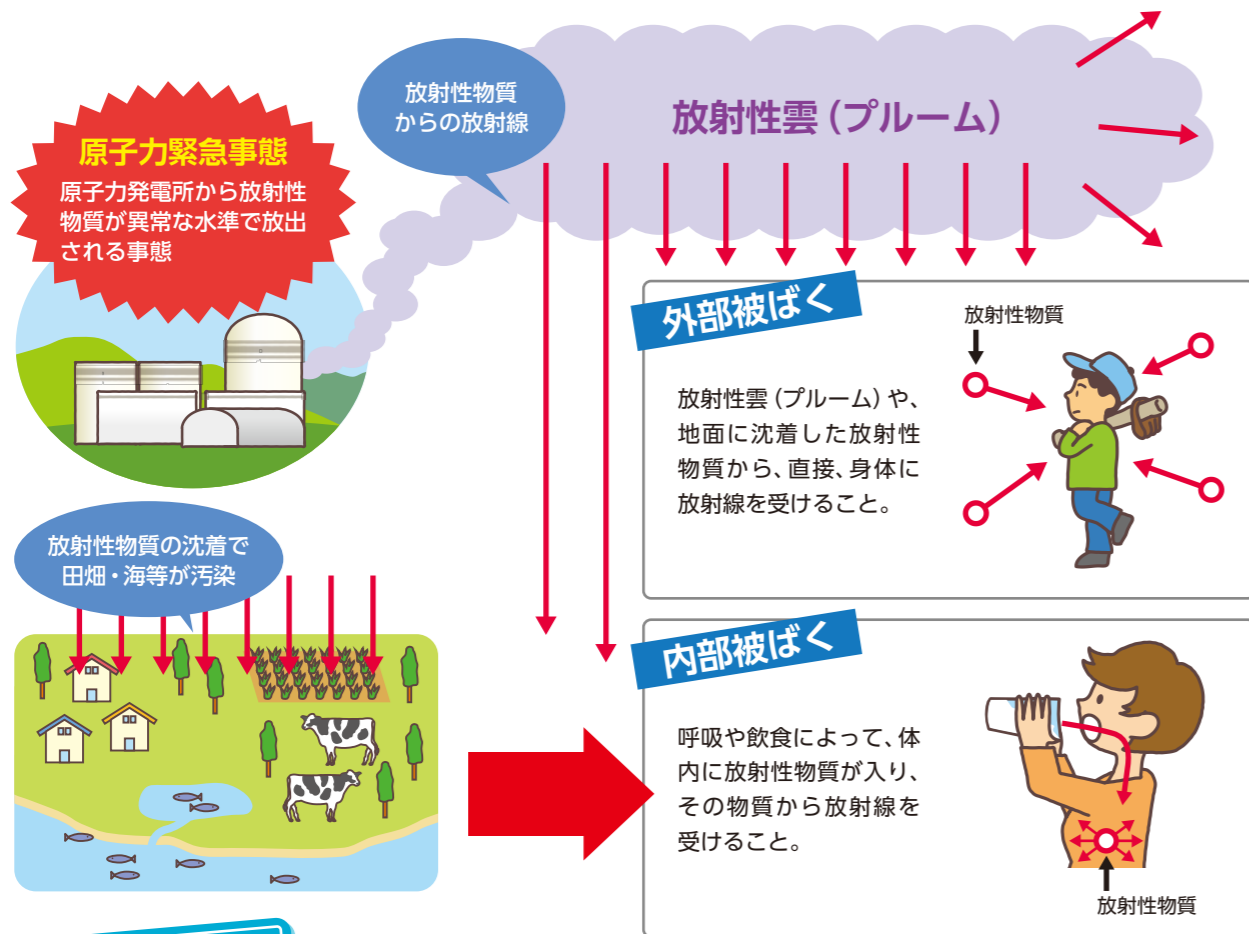 放射性物質
からの放射線
放射性雲（プルーム）
原子力緊急事態
原子力発電所から放射性
物質が異常な水準で放出
される事態
外部被ばく
放射性物質
放射性雲（プルーム）や、
地面に沈着した放射性
物質から、直接、身体に
放射線を受けること。
放射性物質の沈着で
田畑・海等が汚染
内部被ばく
呼吸や飲食によって、体
内に放射性物質が入り、
その物質から放射線を
受けること。
放射性物質